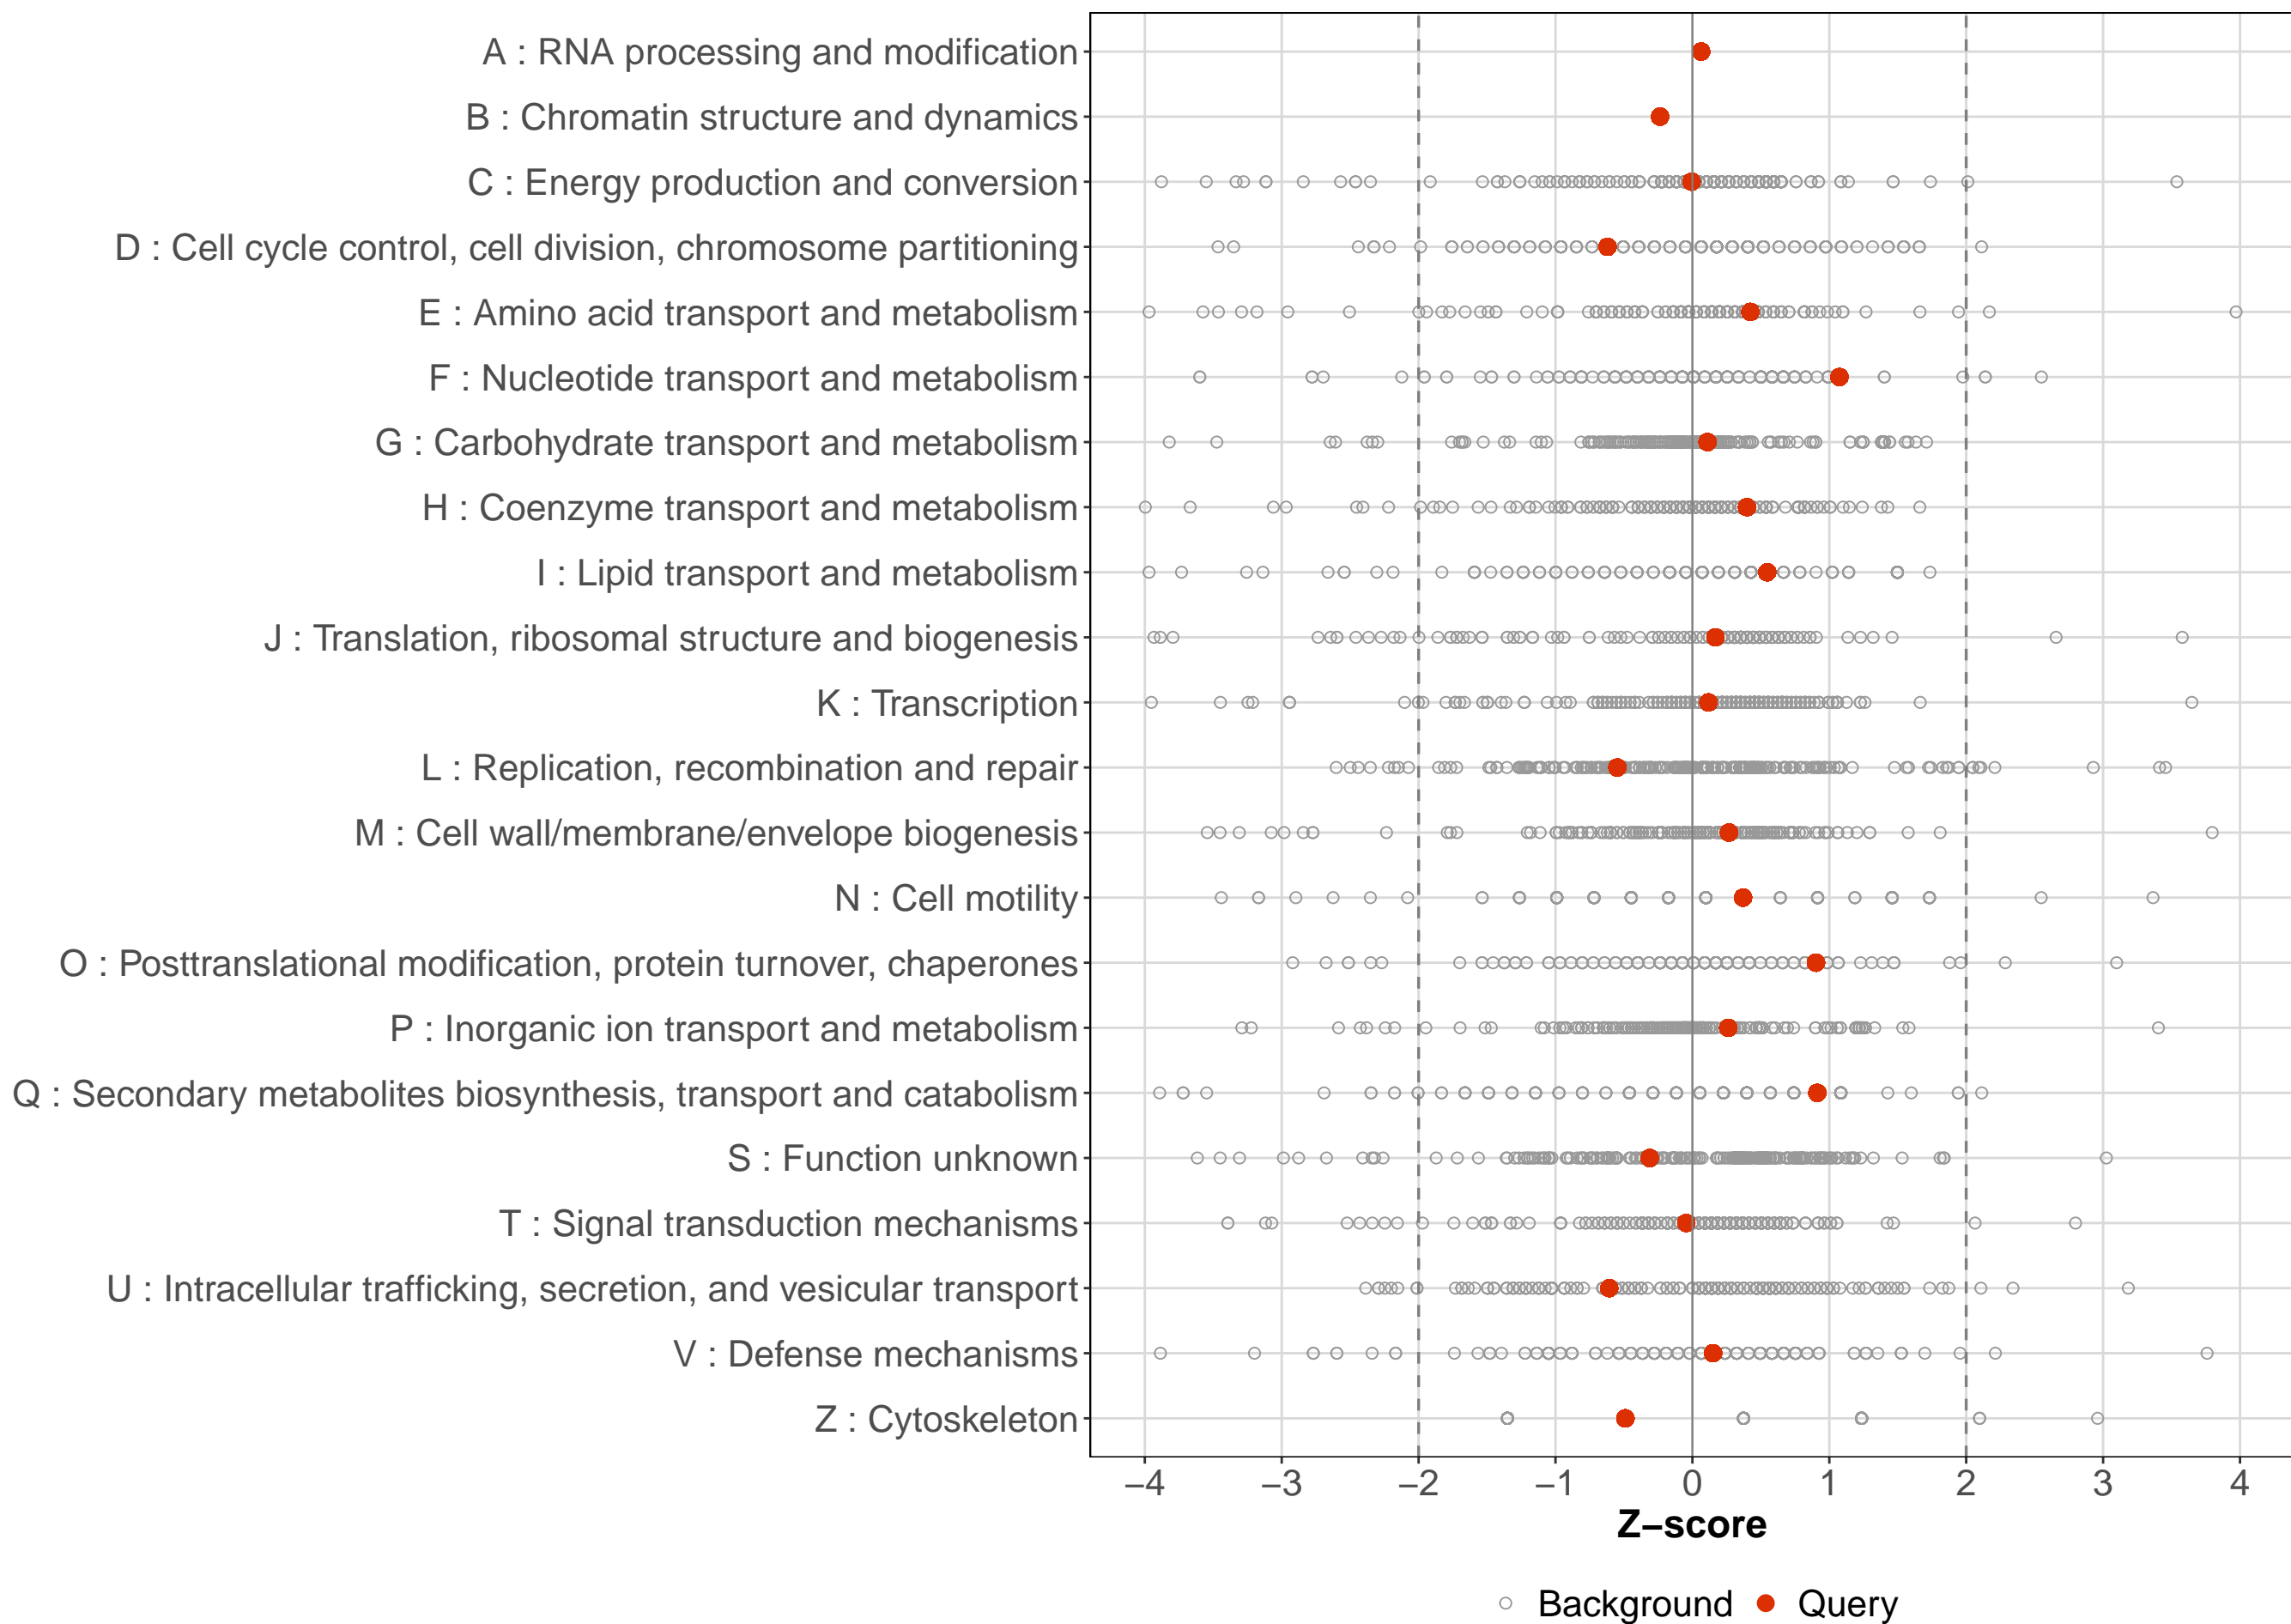 A : RNA processing and modification
B : Chromatin structure and dynamics
C : Energy production and conversion
D : Cell cycle control, cell division, chromosome partitioning
E : Amino acid transport and metabolism
F : Nucleotide transport and metabolism
G : Carbohydrate transport and metabolism
H : Coenzyme transport and metabolism
I : Lipid transport and metabolism
J : Translation, ribosomal structure and biogenesis
K : Transcription
L : Replication, recombination and repair
M : Cell wall/membrane/envelope biogenesis
N : Cell motility
O : Posttranslational modification, protein turnover, chaperones
P : Inorganic ion transport and metabolism
Q : Secondary metabolites biosynthesis, transport and catabolism
S : Function unknown
T : Signal transduction mechanisms
U : Intracellular trafficking, secretion, and vesicular transport
V : Defense mechanisms
Z : Cytoskeleton
−4 −3 −2 −1 0 1 2 3 4
Z−score
Background Query